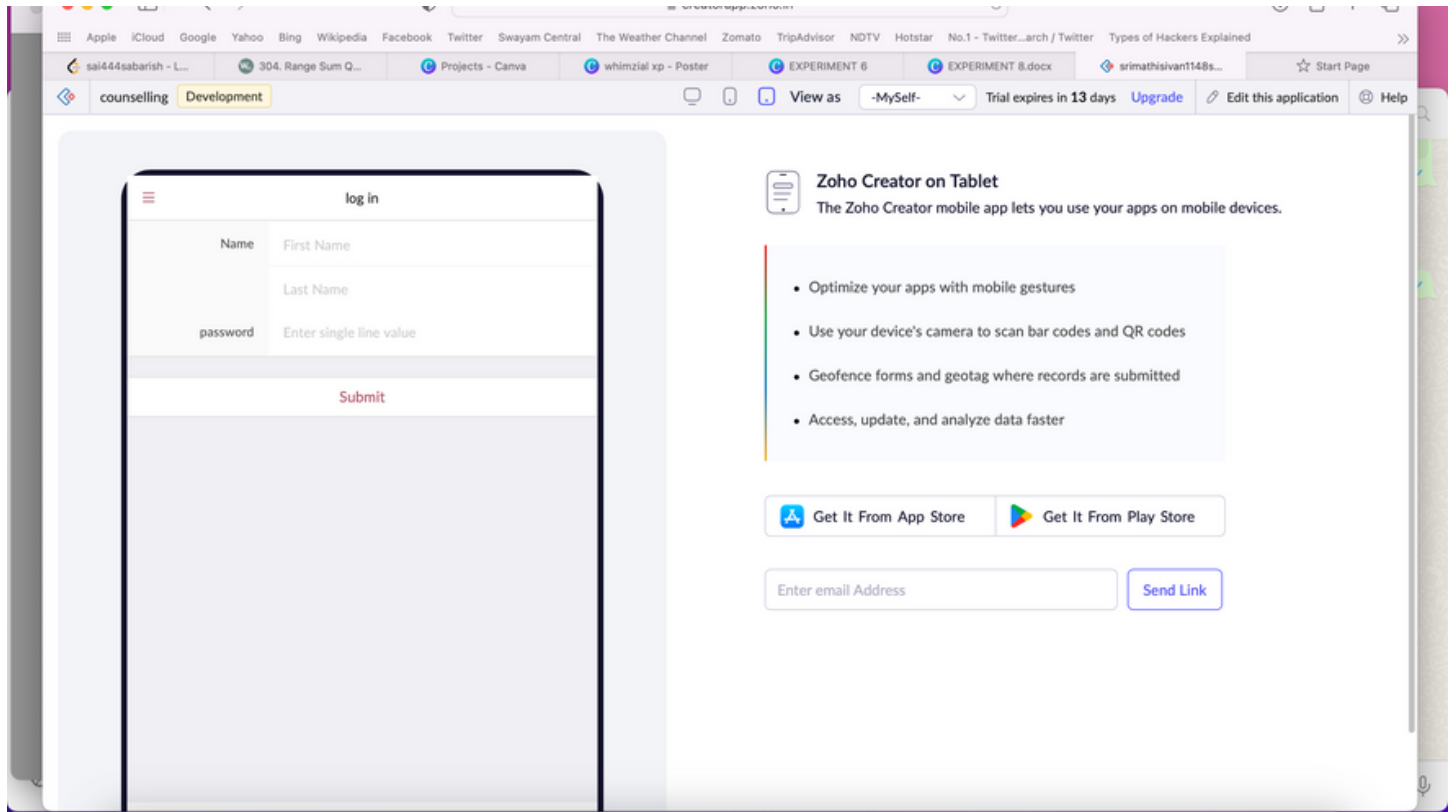 Apple iCloud Google Yahoo Bing Wikipedia Facebook Twitter Swayam Central The Weather Channel Zomato TripAdvisor NDTV Hotstar No.1 - Twitter...arch / Twitter Types of Hackers Explained
sai444sabarish - L... 304. Range Sum Q... Projects - Canva whimzial xp - Poster EXPERIMENT 6 EXPERIMENT 8.docx srimathisivan1148s... Start Page
counselling Development View as -MySelf- Trial expires in 13 days Upgrade Edit this application Help
log in
Name First Name
Last Name
password Enter single line value
Submit
Zoho Creator on Tablet
The Zoho Creator mobile app lets you use your apps on mobile devices.
• Optimize your apps with mobile gestures
• Use your device's camera to scan bar codes and QR codes
• Geofence forms and geotag where records are submitted
• Access, update, and analyze data faster
Get It From App Store Get It From Play Store
Enter email Address Send Link